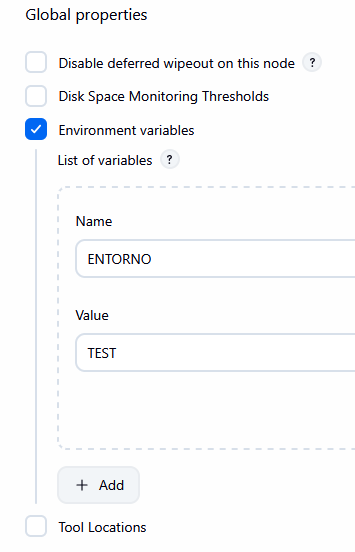 Global properties
Disable deferred wipeout on this node ?
Disk Space Monitoring Thresholds
Environment variables
List of variables ?
Name
ENTORNO
Value
TEST
+ Add
Tool Locations